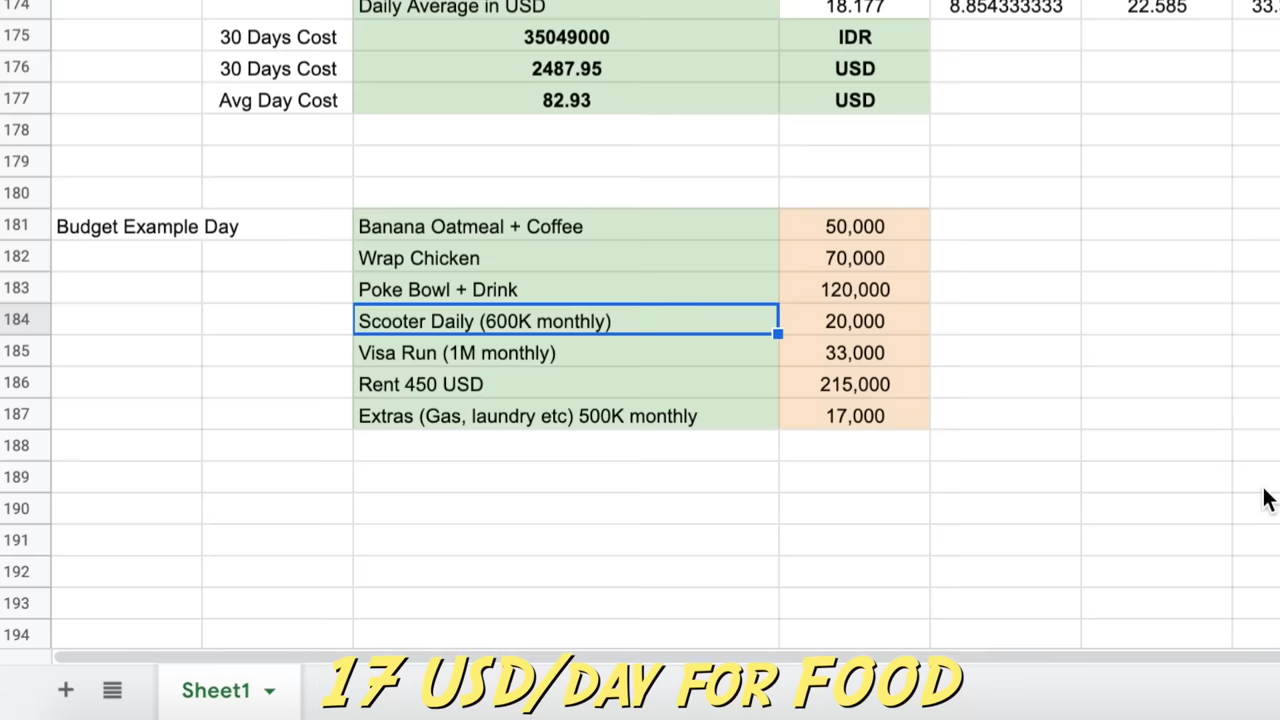 174 Daily Average in USD 18.177 8.854333333 22.585 33.
175 30 Days Cost 35049000 IDR
176 30 Days Cost 2487.95 USD
177 Avg Day Cost 82.93 USD
178
179
180
181 Budget Example Day Banana Oatmeal + Coffee 50,000
182 Wrap Chicken 70,000
183 Poke Bowl + Drink 120,000
184 Scooter Daily (600K monthly) 20,000
185 Visa Run (1M monthly) 33,000
186 Rent 450 USD 215,000
187 Extras (Gas, laundry etc) 500K monthly 17,000
188
189
190
191
192
193
194
Sheet1
17 USD/DAY FOR FOOD